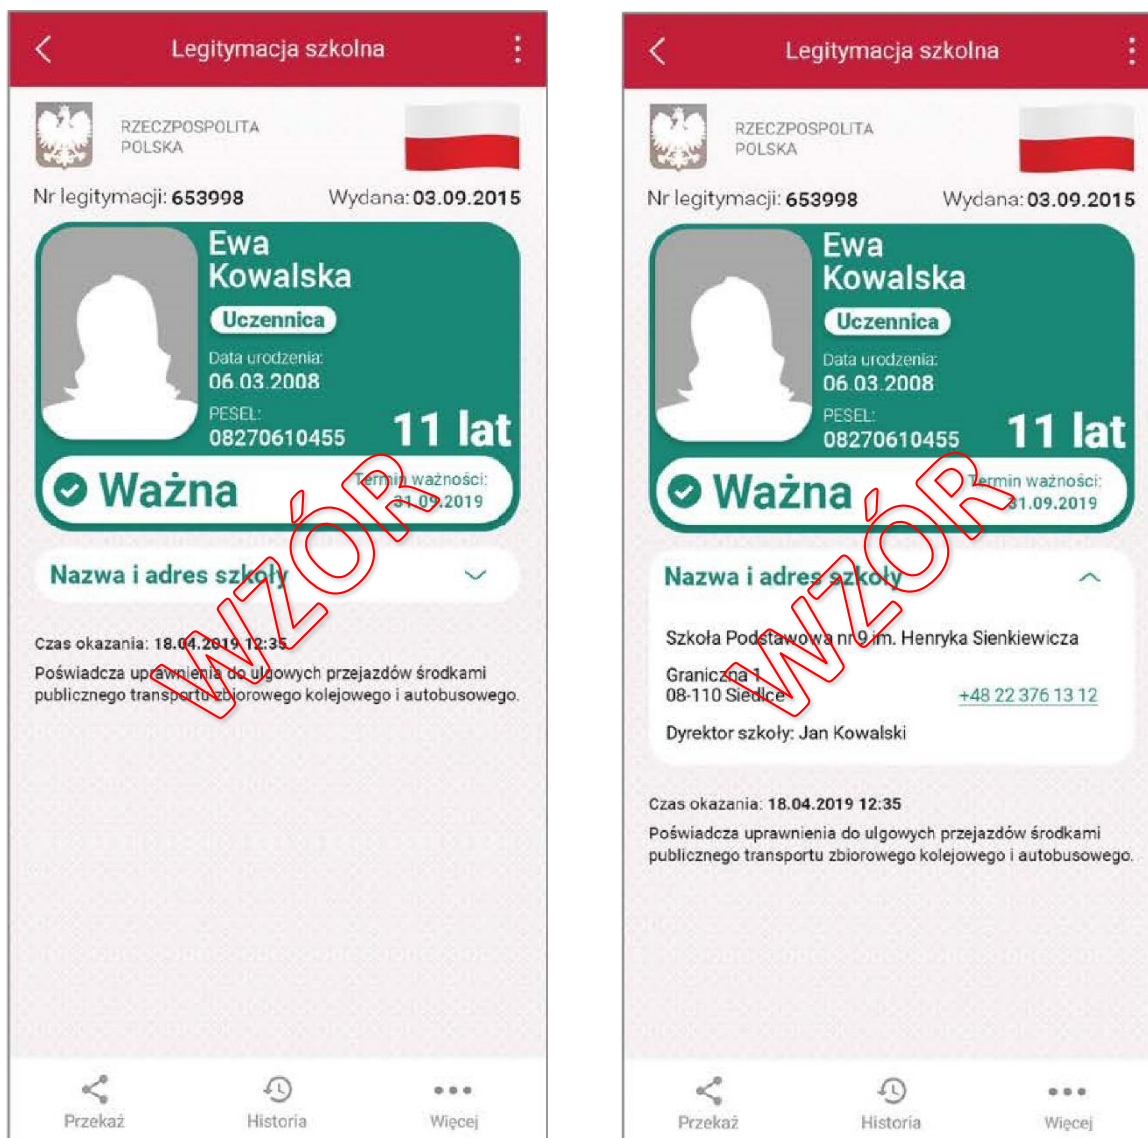 Legitymacja szkolna
RZECZPOSPOLITA
POLSKA
Nr legitymacji: 653998 Wydana: 03.09.2015
Ewa
Kowalska
Uczennica
Data urodzenia:
06.03.2008
PESEL:
08270610455
11 lat
Ważna
Termin ważności:
31.09.2019
Nazwa i adres szkoły
Czas okazania: 18.04.2019 12:35
Poświadcza uprawnienia do ulgowych przejazdów środkami
publicznego transportu zbiorowego kolejowego i autobusowego.
WZÓR
Przekaż Historia Więcej
Legitymacja szkolna
RZECZPOSPOLITA
POLSKA
Nr legitymacji: 653998 Wydana: 03.09.2015
Ewa
Kowalska
Uczennica
Data urodzenia:
06.03.2008
PESEL:
08270610455
11 lat
Ważna
Termin ważności:
31.09.2019
Nazwa i adres szkoły
Szkoła Podstawowa nr 9 im. Henryka Sienkiewicza
Graniczna 1
08-110 Siedlce +48 22 376 13 12
Dyrektor szkoły: Jan Kowalski
WZÓR
Czas okazania: 18.04.2019 12:35
Poświadcza uprawnienia do ulgowych przejazdów środkami
publicznego transportu zbiorowego kolejowego i autobusowego.
Przekaż Historia Więcej